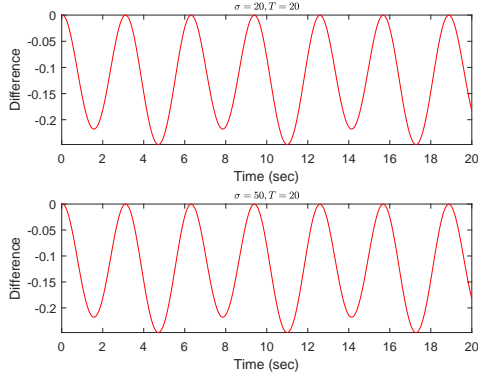 σ = 20, T = 20
0
-0.05
-0.1
-0.15
-0.2
Difference
0 2 4 6 8 10 12 14 16 18 20
Time (sec)
σ = 50, T = 20
0
-0.05
-0.1
-0.15
-0.2
Difference
0 2 4 6 8 10 12 14 16 18 20
Time (sec)